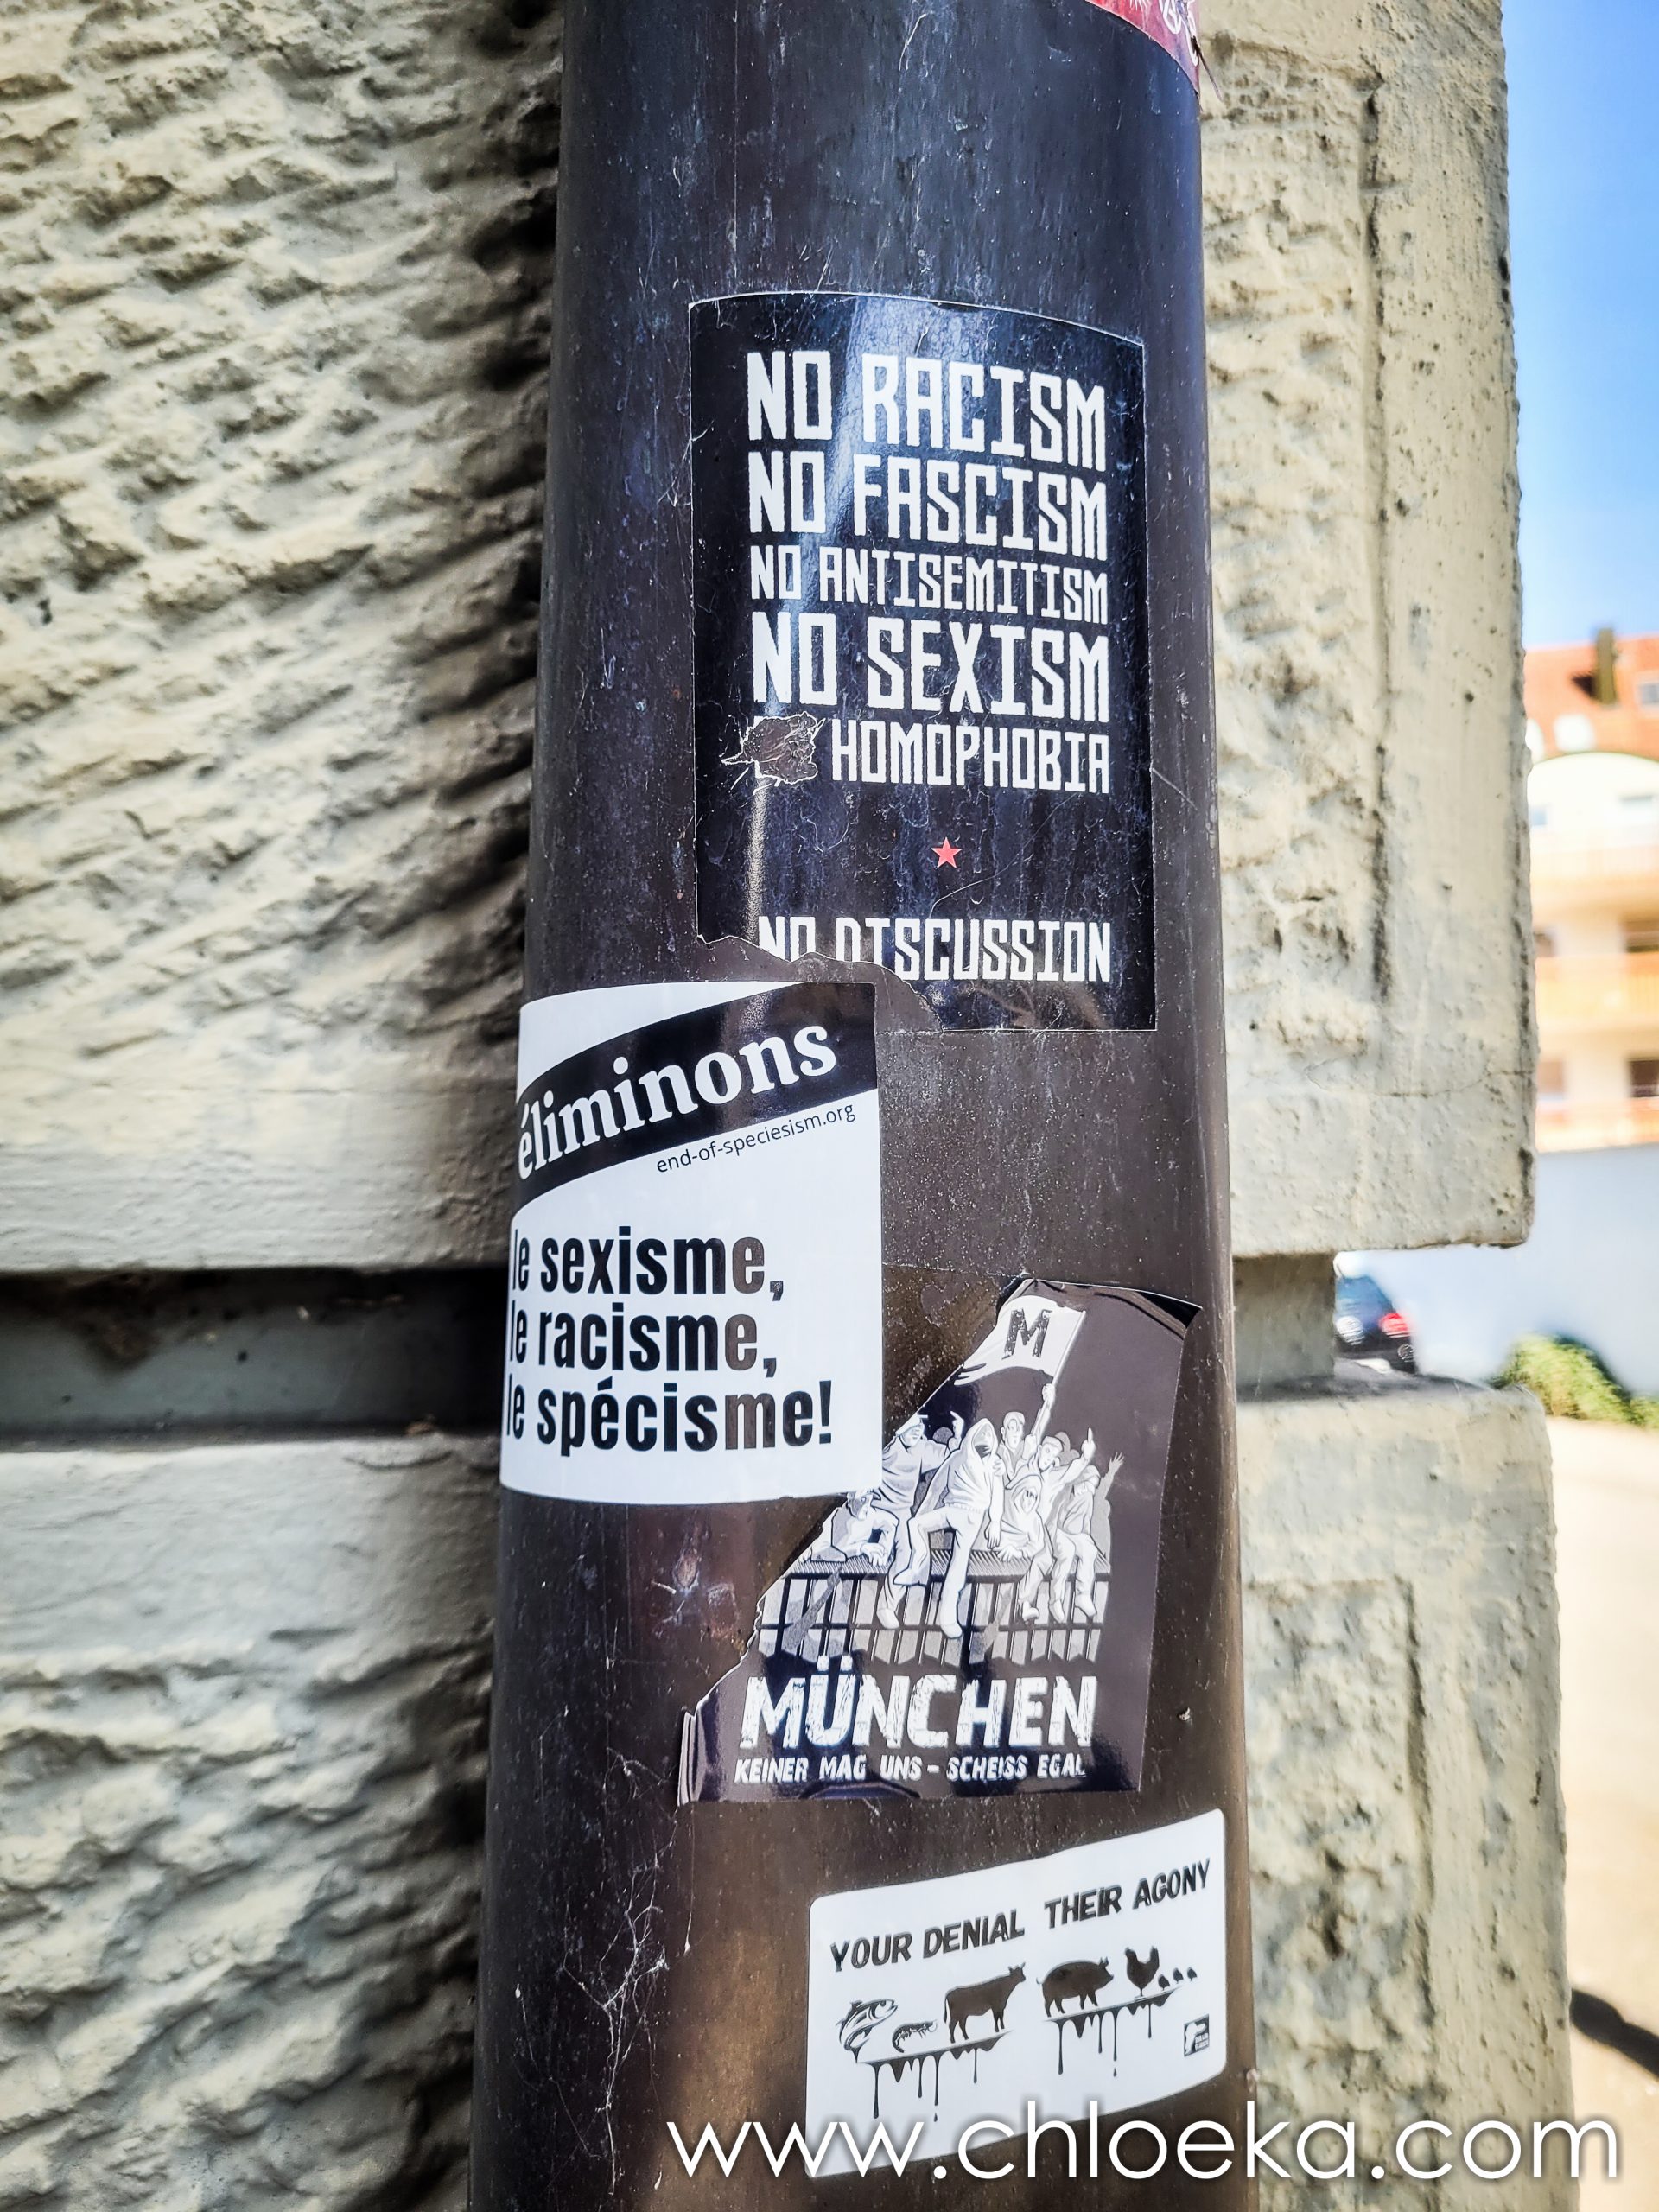 NO RACISM
NO FASCISM
NO ANTISEMITISM
NO SEXISM
HOMOPHOBIA
NO DISCUSSION
éliminons
end-of-speciesism.org
le sexisme,
le racisme,
le spécisme!
M
MÜNCHEN
KEINER MAG UNS - SCHEISS EGAL
YOUR DENIAL THEIR AGONY
www.chloeka.com